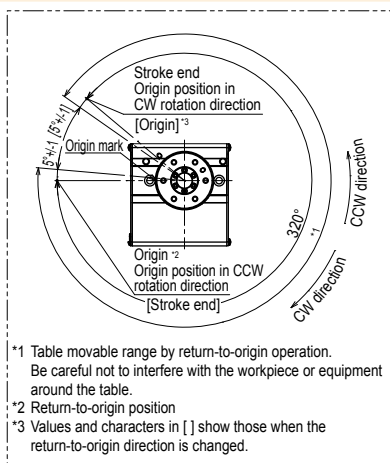 Stroke end
Origin position in
CW rotation direction
[Origin] *3
5°+/-1 [5°+/-1]
Origin mark
320°
*1
CCW direction
CW direction
Origin *2
Origin position in CCW
rotation direction
[Stroke end]
*1 Table movable range by return-to-origin operation.
Be careful not to interfere with the workpiece or equipment
around the table.
*2 Return-to-origin position
*3 Values and characters in [ ] show those when the
return-to-origin direction is changed.